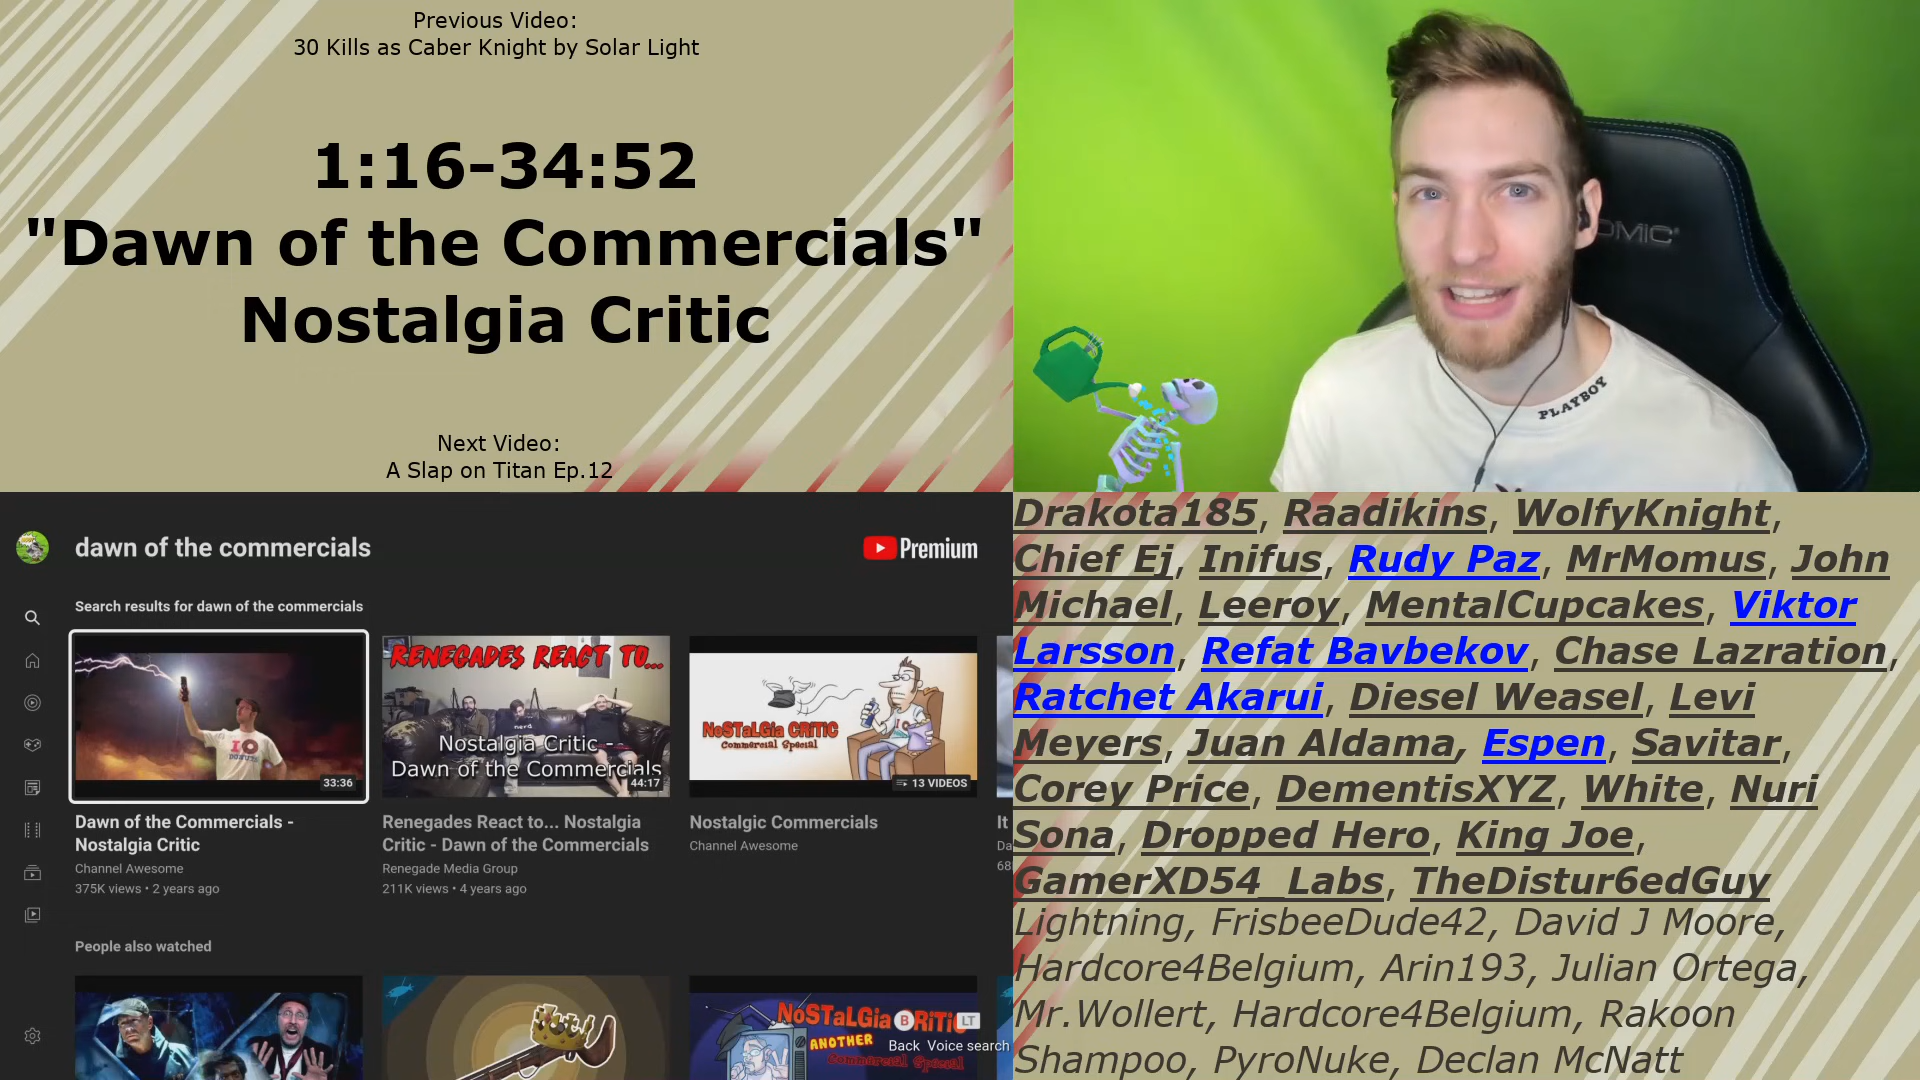 Previous Video:
30 Kills as Caber Knight by Solar Light
1:16-34:52
"Dawn of the Commercials"
Nostalgia Critic
Next Video:
A Slap on Titan Ep.12
OMIC
PLAYBOY
dawn of the commercials
Premium
Search results for dawn of the commercials
I
DONUTS
33:36
RENEGADES REACT TO...
nerd
Nostalgia Critic -
Dawn of the Commercials
44:17
NoSTaLGia CRiTiC
Commercial Special
13 VIDEOS
Dawn of the Commercials -
Nostalgia Critic
Channel Awesome
375K views • 2 years ago
Renegades React to... Nostalgia
Critic - Dawn of the Commercials
Renegade Media Group
211K views • 4 years ago
Nostalgic Commercials
Channel Awesome
It
Da
68
People also watched
NoSTaLGia CRiTiC
ANOTHER
Commercial Special
B
LT
Back Voice search
Drakota185, Raadikins, WolfyKnight,
Chief Ej, Inifus, Rudy Paz, MrMomus, John
Michael, Leeroy, MentalCupcakes, Viktor
Larsson, Refat Bavbekov, Chase Lazration,
Ratchet Akarui, Diesel Weasel, Levi
Meyers, Juan Aldama, Espen, Savitar,
Corey Price, DementisXYZ, White, Nuri
Sona, Dropped Hero, King Joe,
GamerXD54_Labs, TheDistur6edGuy
Lightning, FrisbeeDude42, David J Moore,
Hardcore4Belgium, Arin193, Julian Ortega,
Mr.Wollert, Hardcore4Belgium, Rakoon
Shampoo, PyroNuke, Declan McNatt